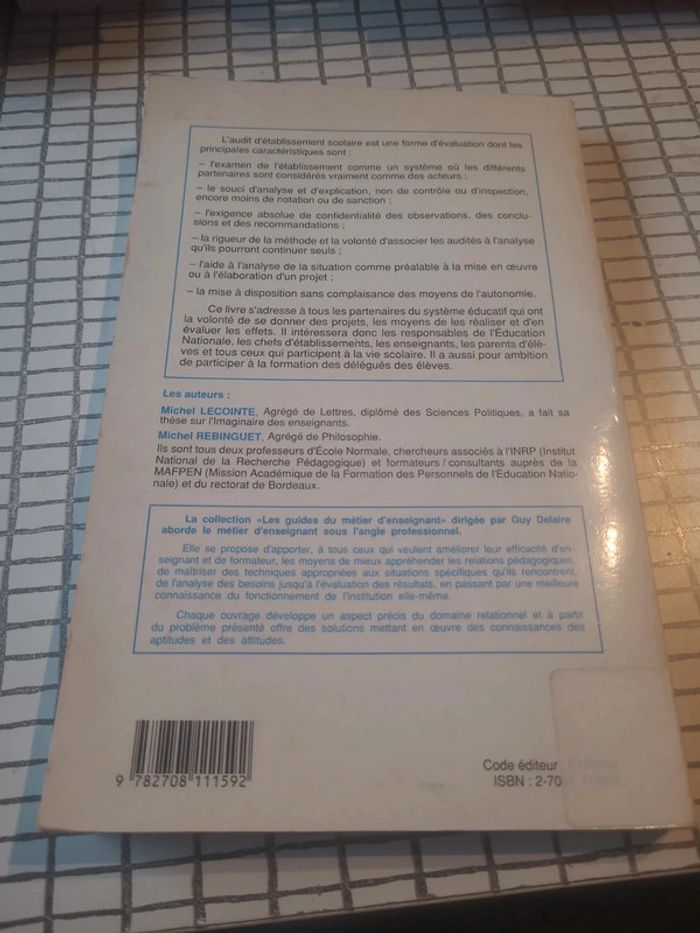 L'audit d'établissement scolaire est une forme d'évaluation dont les
principales caractéristiques sont :
– l'examen de l'établissement comme un système où les différents
partenaires sont considérés vraiment comme des acteurs ;
– le souci d'analyse et d'explication, non de contrôle ou d'inspection,
encore moins de notation ou de sanction ;
– l'exigence absolue de confidentialité des observations, des conclu-
sions et des recommandations ;
– la rigueur de la méthode et la volonté d'associer les audités à l'analyse
qu'ils pourront continuer seuls ;
– l'aide à l'analyse de la situation comme préalable à la mise en œuvre
ou à l'élaboration d'un projet ;
– la mise à disposition sans complaisance des moyens de l'autonomie.
Ce livre s'adresse à tous les partenaires du système éducatif qui ont
la volonté de se donner des projets, les moyens de les réaliser et d'en
évaluer les effets. Il intéressera donc les responsables de l'Éducation
Nationale, les chefs d'établissements, les enseignants, les parents d'élè-
ves et tous ceux qui participent à la vie scolaire. Il a aussi pour ambition
de participer à la formation des délégués des élèves.
Les auteurs :
Michel LECOINTE, Agrégé de Lettres, diplômé des Sciences Politiques, a fait sa
thèse sur l'Imaginaire des enseignants.
Michel REBINGUET, Agrégé de Philosophie.
Ils sont tous deux professeurs d'École Normale, chercheurs associés à l'INRP (Institut
National de la Recherche Pédagogique) et formateurs / consultants auprès de la
MAFPEN (Mission Académique de la Formation des Personnels de l'Éducation Natio-
nale) et du rectorat de Bordeaux.
La collection «Les guides du métier d'enseignant» dirigée par Guy Delaire
aborde le métier d'enseignant sous l'angle professionnel.
Elle se propose d'apporter, à tous ceux qui veulent améliorer leur efficacité d'en-
seignant et de formateur, les moyens de mieux appréhender les relations pédagogiques,
de maîtriser des techniques appropriées aux situations spécifiques qu'ils rencontrent,
de l'analyse des besoins jusqu'à l'évaluation des résultats, en passant par une meilleure
connaissance du fonctionnement de l'institution elle-même.
Chaque ouvrage développe un aspect précis du domaine relationnel et à partir
du problème présenté offre des solutions mettant en œuvre des connaissances des
aptitudes et des attitudes.
Code éditeur
ISBN : 2-70
9 782708 111592